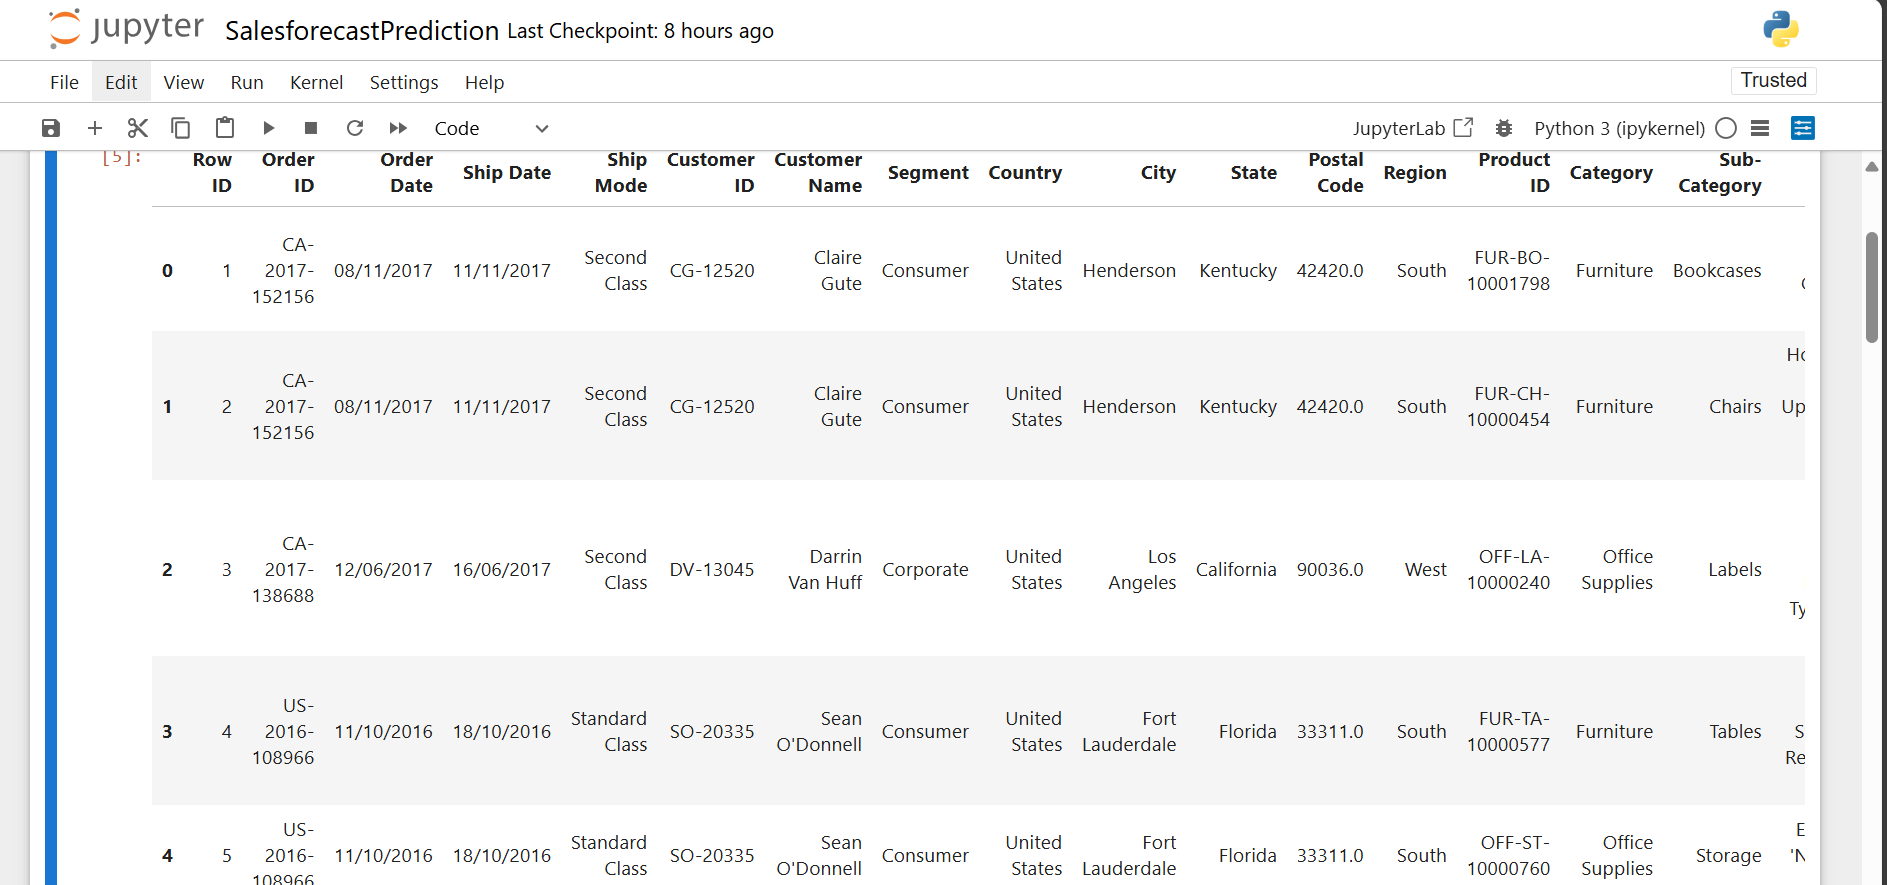 jupyter SalesforecastPrediction Last Checkpoint: 8 hours ago
File Edit View Run Kernel Settings Help Trusted
Code JupyterLab Python 3 (ipykernel)
[5]:
Row ID Order ID Order Date Ship Date Ship Mode Customer ID Customer Name Segment Country City State Postal Code Region Product ID Category Sub-Category
0 1 CA-2017-152156 08/11/2017 11/11/2017 Second Class CG-12520 Claire Gute Consumer United States Henderson Kentucky 42420.0 South FUR-BO-10001798 Furniture Bookcases
1 2 CA-2017-152156 08/11/2017 11/11/2017 Second Class CG-12520 Claire Gute Consumer United States Henderson Kentucky 42420.0 South FUR-CH-10000454 Furniture Chairs Up
2 3 CA-2017-138688 12/06/2017 16/06/2017 Second Class DV-13045 Darrin Van Huff Corporate United States Los Angeles California 90036.0 West OFF-LA-10000240 Office Supplies Labels Ty
3 4 US-2016-108966 11/10/2016 18/10/2016 Standard Class SO-20335 Sean O'Donnell Consumer United States Fort Lauderdale Florida 33311.0 South FUR-TA-10000577 Furniture Tables S Re
4 5 US-2016-108966 11/10/2016 18/10/2016 Standard Class SO-20335 Sean O'Donnell Consumer United States Fort Lauderdale Florida 33311.0 South OFF-ST-10000760 Office Supplies Storage E 'N